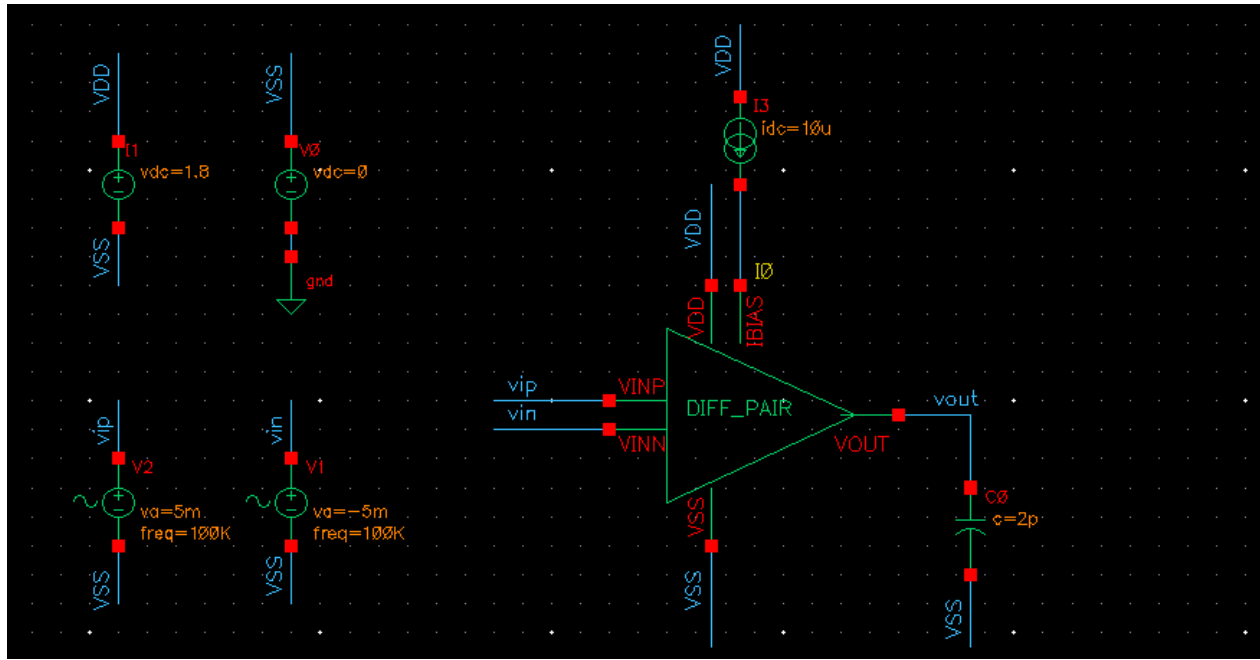 VDD
I1
vdc=1.8
VSS
VSS
V0
vdc=0
gnd
VDD
I3
idc=10u
VDD
I0
VDD
IBIAS
vip
VINP
vin
VINN
DIFF_PAIR
VOUT
vout
VSS
VSS
C0
c=2p
VSS
vip
V2
va=5m
freq=100K
VSS
vin
V1
va=-5m
freq=100K
VSS